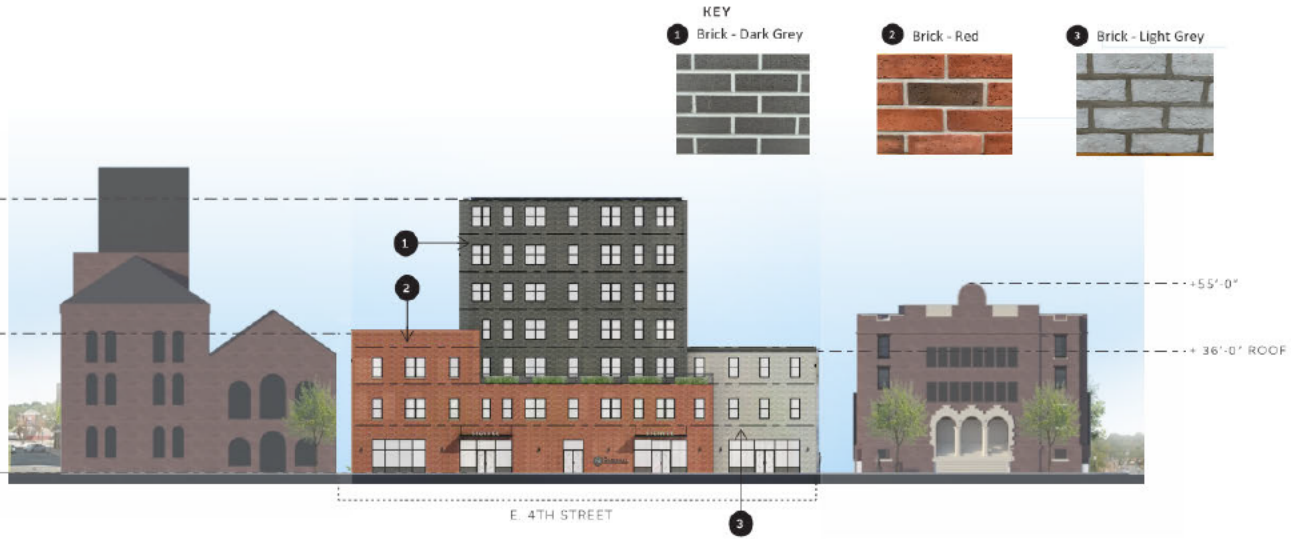 KEY
1 Brick - Dark Grey
2 Brick - Red
3 Brick - Light Grey
1
2
+55'-0"
+ 36'-0" ROOF
E. 4TH STREET
3